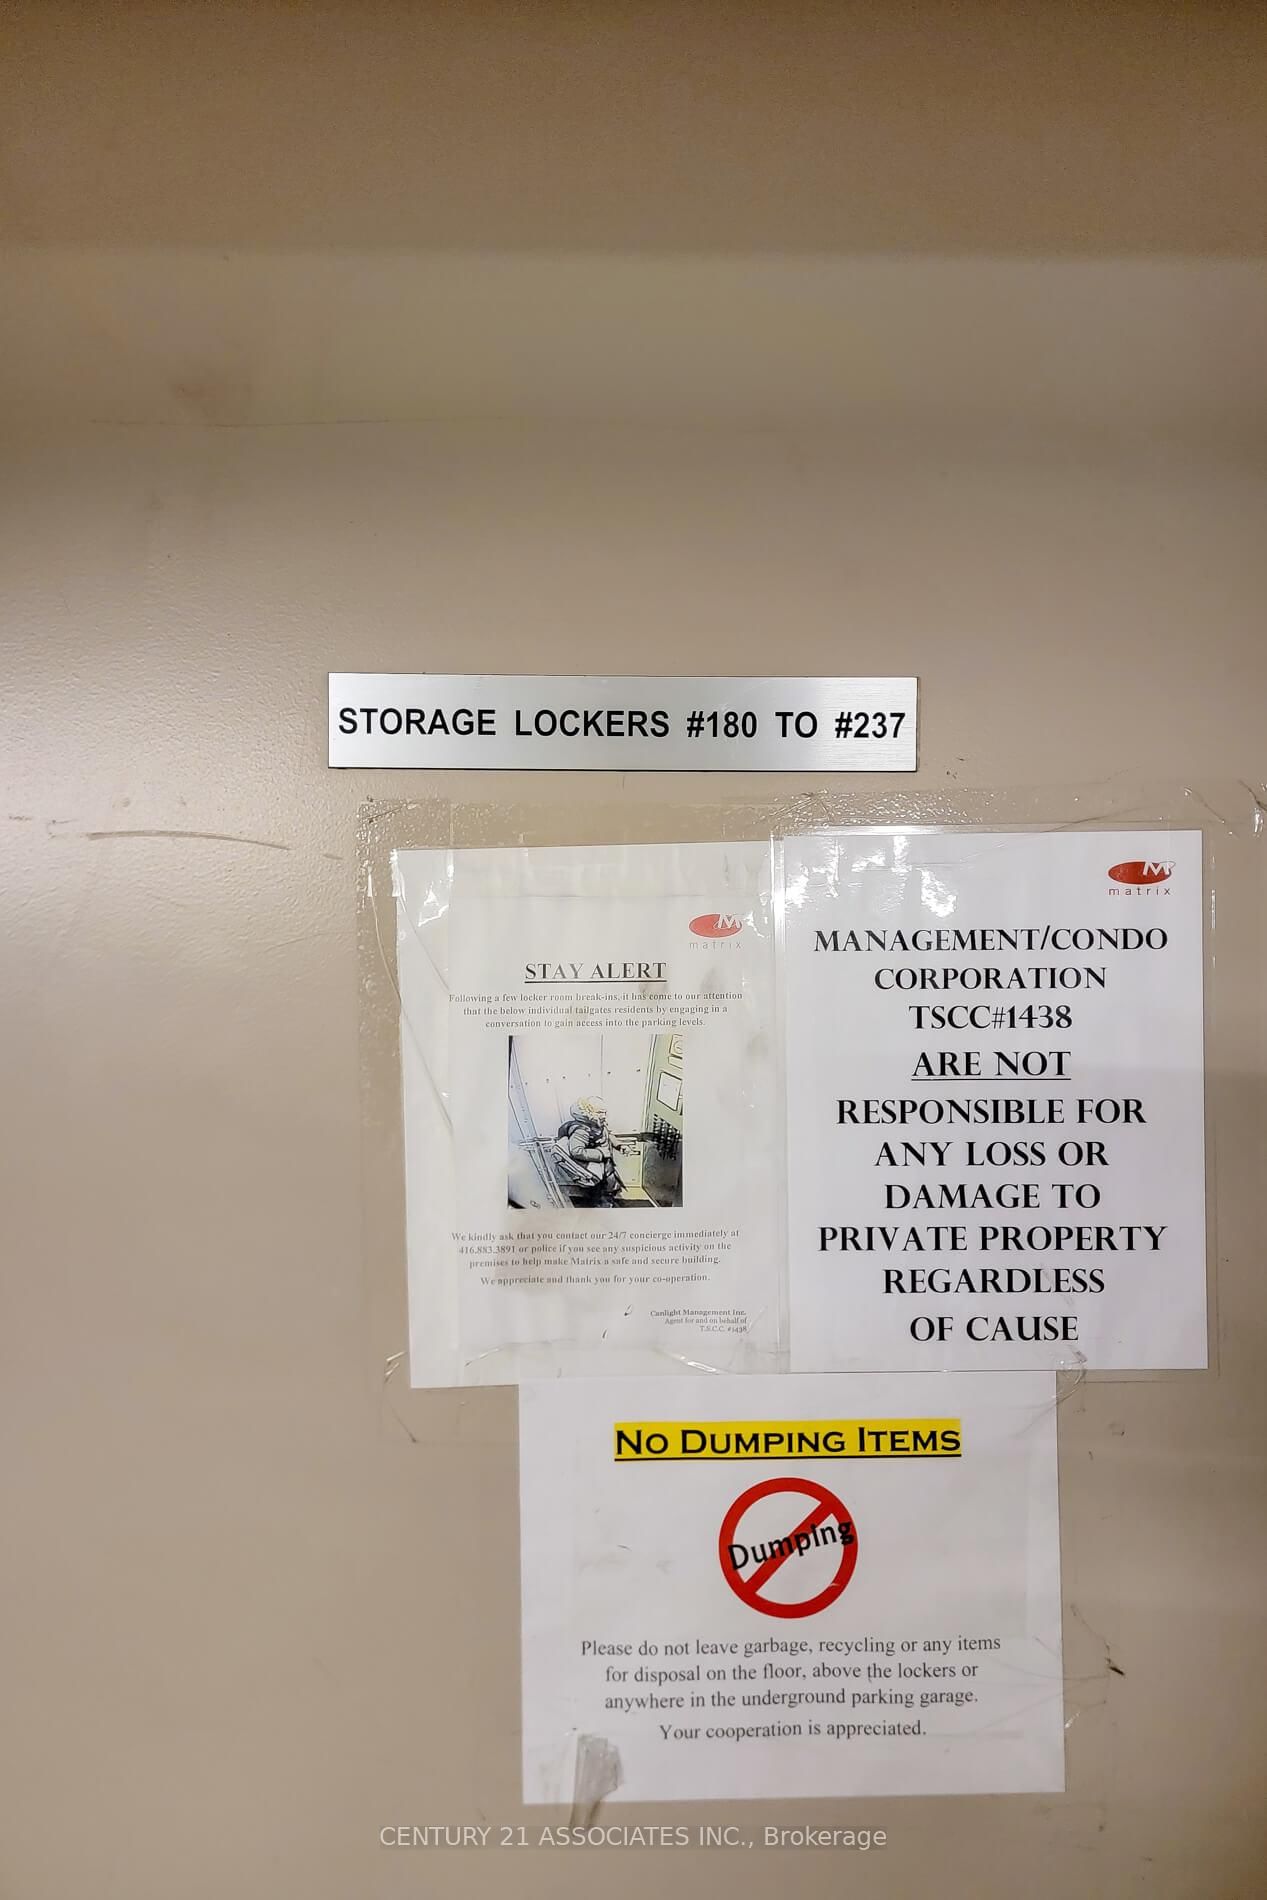 STORAGE LOCKERS #180 TO #237
matrix
STAY ALERT
Following a few locker room break-ins, it has come to our attention
that the below individual tailgates residents by engaging in a
conversation to gain access into the parking levels.
We kindly ask that you contact our 24/7 concierge immediately at
416.883.3891 or police if you see any suspicious activity on the
premises to help make Matrix a safe and secure building.
We appreciate and thank you for your co-operation.
Canlight Management Inc.
Agent for and on behalf of
T.S.C.C. #1438
matrix
MANAGEMENT/CONDO
CORPORATION
TSCC#1438
ARE NOT
RESPONSIBLE FOR
ANY LOSS OR
DAMAGE TO
PRIVATE PROPERTY
REGARDLESS
OF CAUSE
NO DUMPING ITEMS
Dumping
Please do not leave garbage, recycling or any items
for disposal on the floor, above the lockers or
anywhere in the underground parking garage.
Your cooperation is appreciated.
CENTURY 21 ASSOCIATES INC., Brokerage